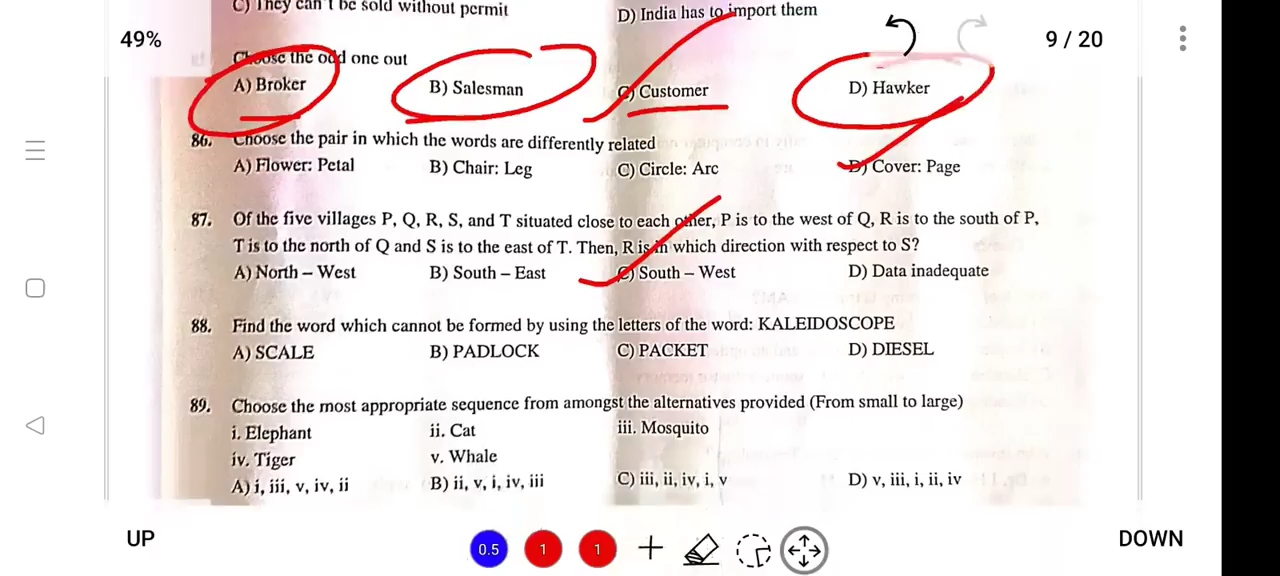 C) They can't be sold without permit D) India has to import them
49% 9 / 20
Choose the odd one out
A) Broker B) Salesman C) Customer D) Hawker
86. Choose the pair in which the words are differently related
A) Flower: Petal B) Chair: Leg C) Circle: Arc D) Cover: Page
87. Of the five villages P, Q, R, S, and T situated close to each other, P is to the west of Q, R is to the south of P,
T is to the north of Q and S is to the east of T. Then, R is in which direction with respect to S?
A) North – West B) South – East C) South – West D) Data inadequate
88. Find the word which cannot be formed by using the letters of the word: KALEIDOSCOPE
A) SCALE B) PADLOCK C) PACKET D) DIESEL
89. Choose the most appropriate sequence from amongst the alternatives provided (From small to large)
i. Elephant ii. Cat iii. Mosquito
iv. Tiger v. Whale
A) i, iii, v, iv, ii B) ii, v, i, iv, iii C) iii, ii, iv, i, v D) v, iii, i, ii, iv
UP 0.5 1 1 DOWN